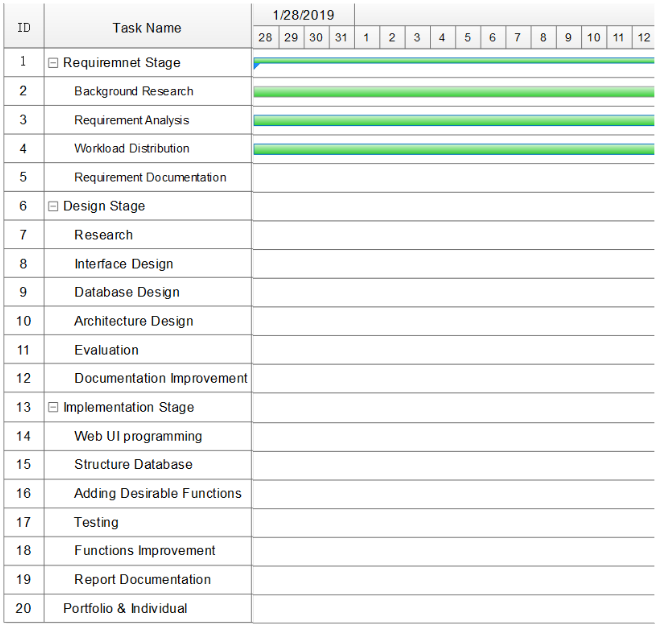 ID Task Name 1/28/2019
28 29 30 31 1 2 3 4 5 6 7 8 9 10 11 12
1 Requiremnet Stage
2 Background Research
3 Requirement Analysis
4 Workload Distribution
5 Requirement Documentation
6 Design Stage
7 Research
8 Interface Design
9 Database Design
10 Architecture Design
11 Evaluation
12 Documentation Improvement
13 Implementation Stage
14 Web UI programming
15 Structure Database
16 Adding Desirable Functions
17 Testing
18 Functions Improvement
19 Report Documentation
20 Portfolio & Individual